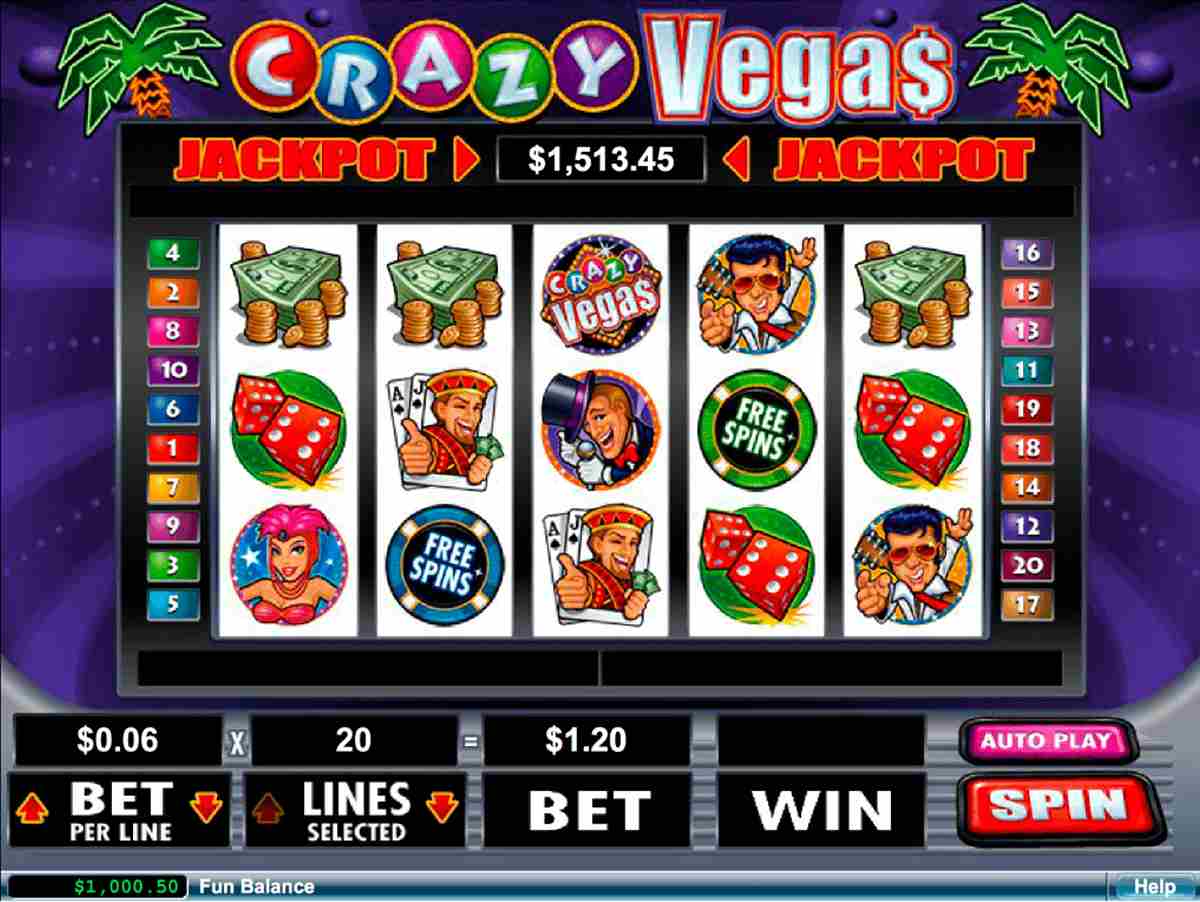 CRAZY Vega$
JACKPOT $1,513.45 JACKPOT
4 16
2 15
CRAZY
Vega$
8 13
10 11
A J
FREE
SPINS
6 19
1 18
7 14
9 12
FREE
SPINS
A J
3 20
5 17
$0.06 X 20 = $1.20
AUTO PLAY
BET
PER LINE
LINES
SELECTED
BET
WIN
SPIN
$1,000.50 Fun Balance Help